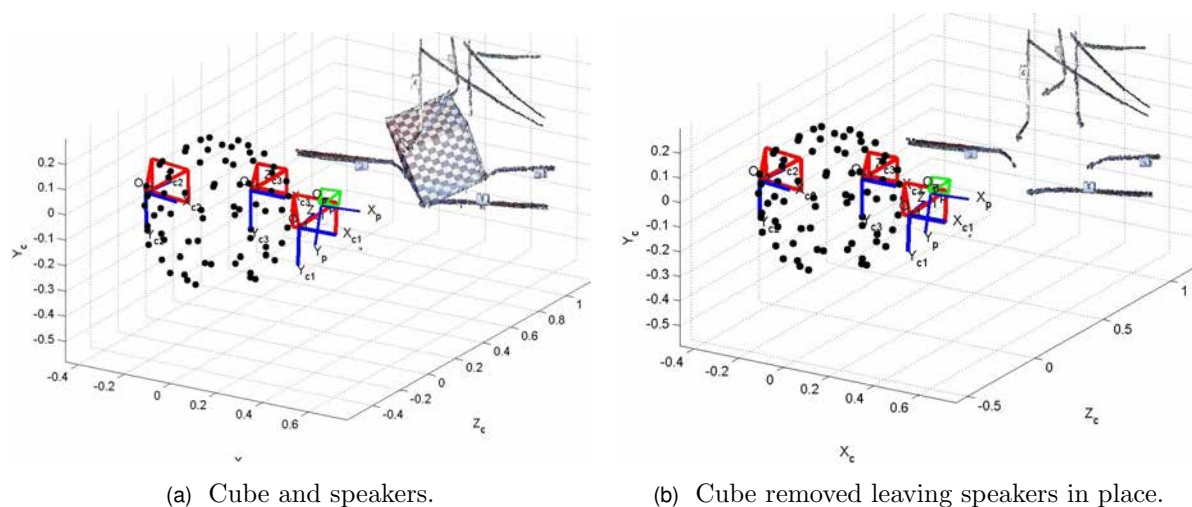 0.2
0.1
0
-0.1
-0.2
-0.3
-0.4
-0.5
Y_c
-0.4
-0.2
0
0.2
0.4
0.6
-0.4
-0.2
0
0.2
0.4
0.6
0.8
1
Z_c
X_c2
Y_c2
Y_c3
X_c1
Y_c1
X_p
Y_p
(a) Cube and speakers.
0.2
0.1
0
-0.1
-0.2
-0.3
-0.4
-0.5
Y_c
-0.4
-0.2
0
0.2
0.4
0.6
X_c
-0.5
0
0.5
1
Z_c
Y_c3
X_c1
Y_c1
X_p
Y_p
(b) Cube removed leaving speakers in place.